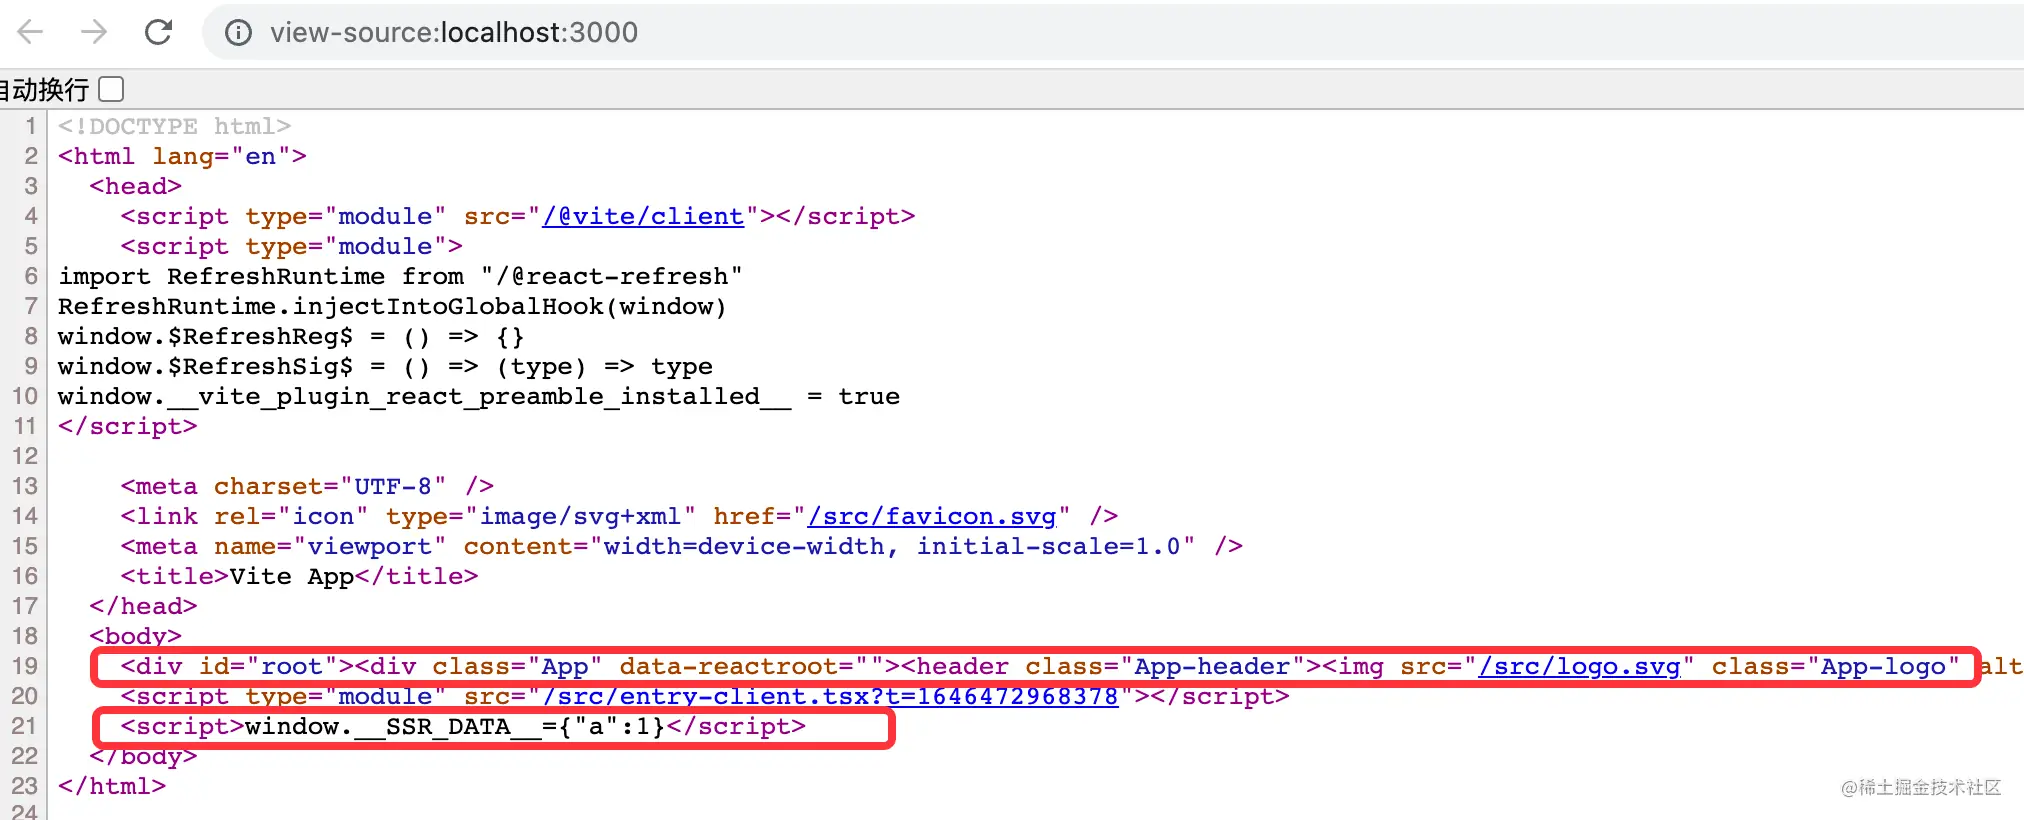 view-source:localhost:3000
自动换行
1 <!DOCTYPE html>
2 <html lang="en">
3 <head>
4 <script type="module" src="/@vite/client"></script>
5 <script type="module">
6 import RefreshRuntime from "/@react-refresh"
7 RefreshRuntime.injectIntoGlobalHook(window)
8 window.$RefreshReg$ = () => {}
9 window.$RefreshSig$ = () => (type) => type
10 window.__vite_plugin_react_preamble_installed__ = true
11 </script>
12
13 <meta charset="UTF-8" />
14 <link rel="icon" type="image/svg+xml" href="/src/favicon.svg" />
15 <meta name="viewport" content="width=device-width, initial-scale=1.0" />
16 <title>Vite App</title>
17 </head>
18 <body>
19 <div id="root"><div class="App" data-reactroot=""><header class="App-header"><img src="/src/logo.svg" class="App-logo" alt
20 <script type="module" src="/src/entry-client.tsx?t=1646472968378"></script>
21 <script>window.__SSR_DATA__={"a":1}</script>
22 </body>
23 </html>
24
@稀土掘金技术社区